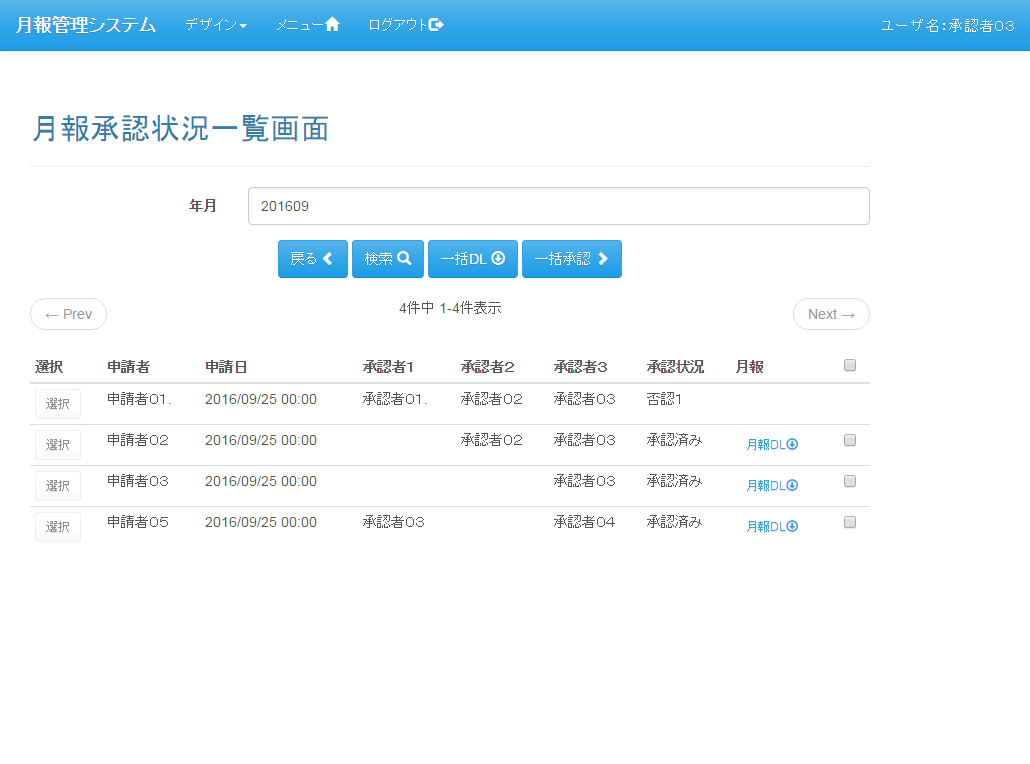 月報管理システム デザイン メニュー ログアウト ユーザ名:承認者03
月報承認状況一覧画面
年月 201609
戻る 検索 一括DL 一括承認
← Prev 4件中 1-4件表示 Next →
選択 申請者 申請日 承認者1 承認者2 承認者3 承認状況 月報
選択 申請者01. 2016/09/25 00:00 承認者01. 承認者02 承認者03 否認1
選択 申請者02 2016/09/25 00:00 承認者02 承認者03 承認済み 月報DL
選択 申請者03 2016/09/25 00:00 承認者03 承認済み 月報DL
選択 申請者05 2016/09/25 00:00 承認者03 承認者04 承認済み 月報DL